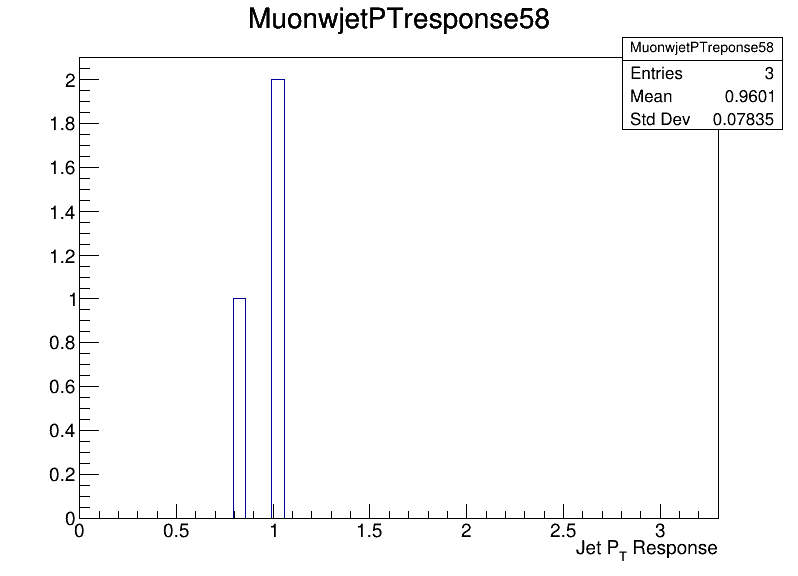 MuonwjetPTresponse58
MuonwjetPTreponse58
Entries 3
Mean 0.9601
Std Dev 0.07835
2
1.8
1.6
1.4
1.2
1
0.8
0.6
0.4
0.2
0
0 0.5 1 1.5 2 2.5 3
Jet PT Response